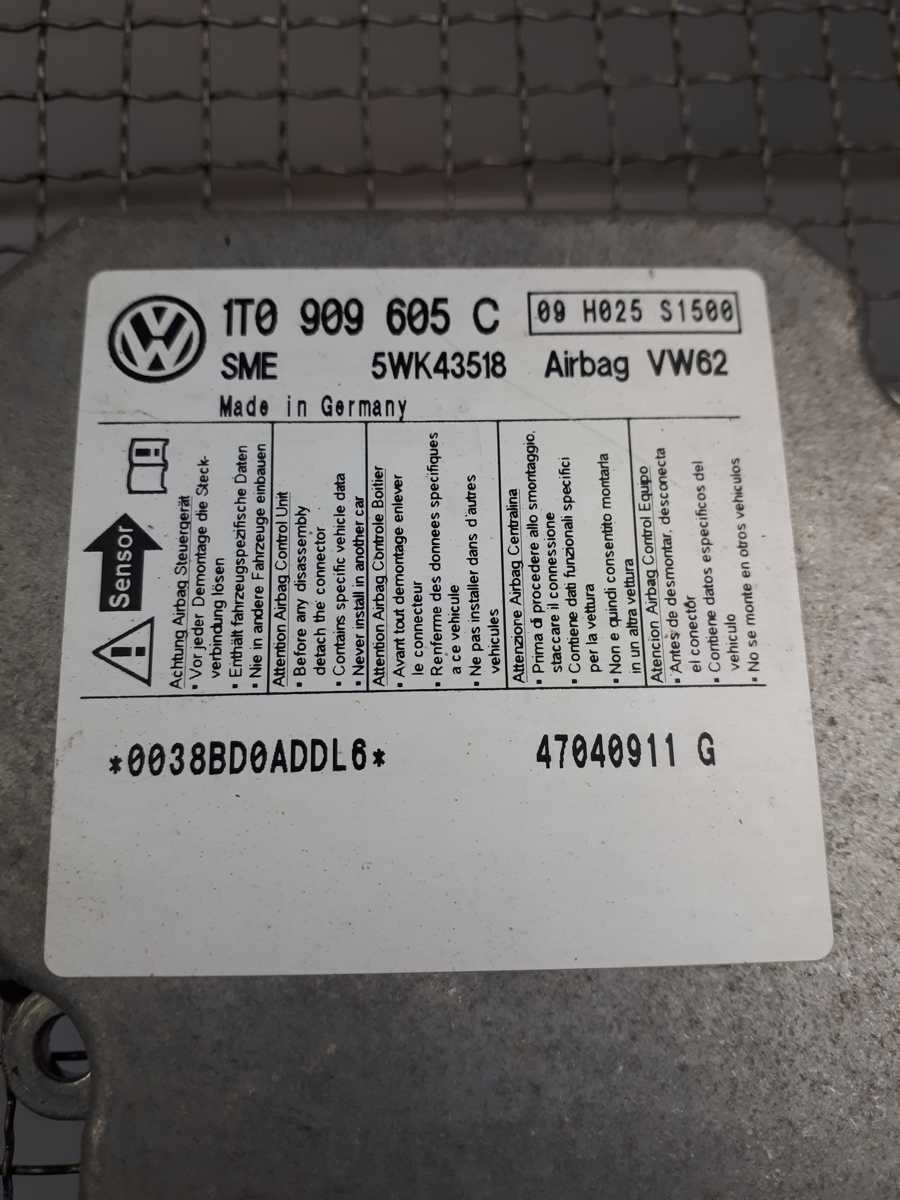 1T0 909 605 C 09 H025 S1500
SME 5WK43518 Airbag VW62
Made in Germany
Sensor
Achtung Airbag Steuergerät
• Vor jeder Demontage die Steck-
verbindung lösen
• Enthält fahrzeugspezifische Daten
• Nie in andere Fahrzeuge einbauen
Attention Airbag Control Unit
• Before any disassembly
detach the connector
• Contains specific vehicle data
• Never install in another car
Attention Airbag Controle Boitier
• Avant tout demontage enlever
le connecteur
• Renferme des donnees specifiques
a ce vehicule
• Ne pas installer dans d'autres
vehicules
Attenzione Airbag Centralina
• Prima di procedere allo smontaggio,
staccare il connessione
• Contiene dati funzionali specifici
per la vettura
• Non e quindi consentito montarla
in un altra vettura
Atencion Airbag Control Equipo
• Antes de desmontar, desconecta
el conectór
• Contiene datos especificos del
vehiculo
• No se monte en otros vehiculos
*0038BD0ADDL6* 47040911 G